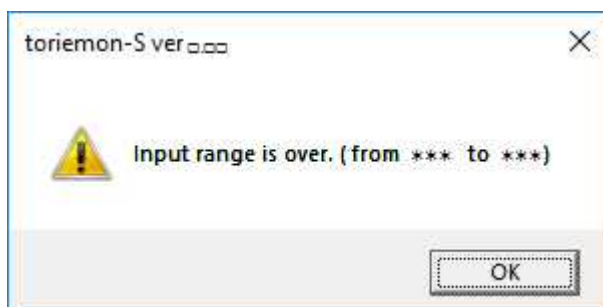 toriemon-S ver □.□□
Input range is over. (from *** to ***)
OK